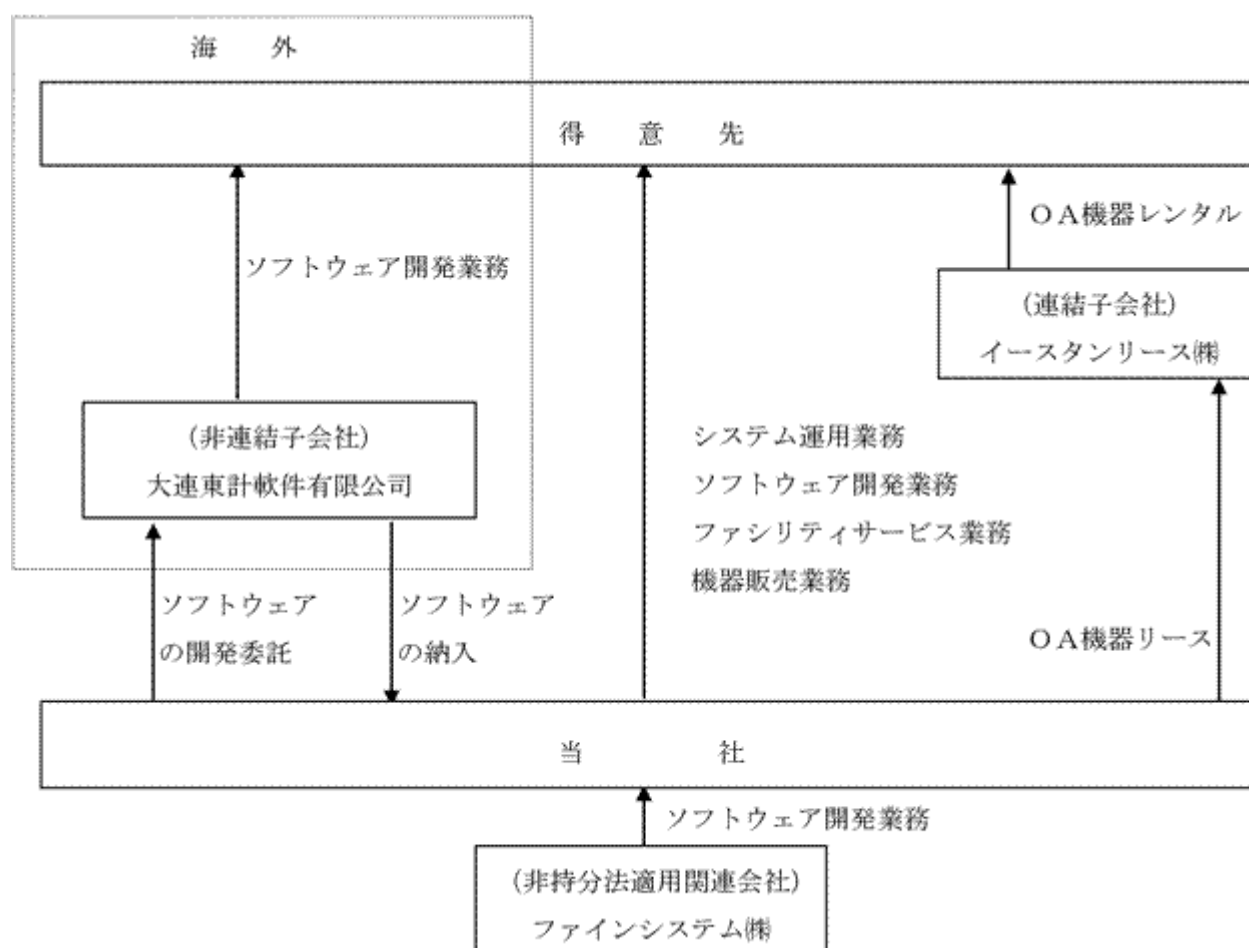 海　　外
得　　意　　先
ＯＡ機器レンタル
ソフトウェア開発業務
(連結子会社)
イースタンリース㈱
(非連結子会社)
大連東計軟件有限公司
システム運用業務
ソフトウェア開発業務
ファシリティサービス業務
機器販売業務
ソフトウェア
の開発委託
ソフトウェア
の納入
ＯＡ機器リース
当　　　　社
ソフトウェア開発業務
(非持分法適用関連会社)
ファインシステム㈱